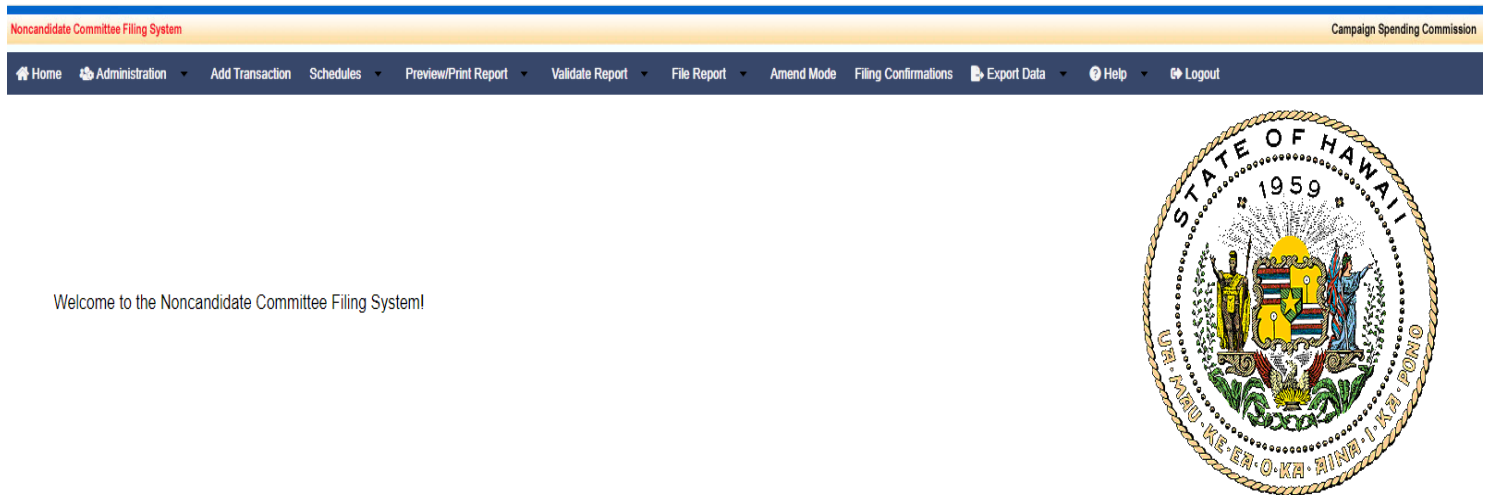 Noncandidate Committee Filing System
Campaign Spending Commission
Home Administration Add Transaction Schedules Preview/Print Report Validate Report File Report Amend Mode Filing Confirmations Export Data Help Logout
Welcome to the Noncandidate Committee Filing System!
STATE OF HAWAII
1959
UA·MAU·KE·EA·O·KA·AINA·I·KA·PONO